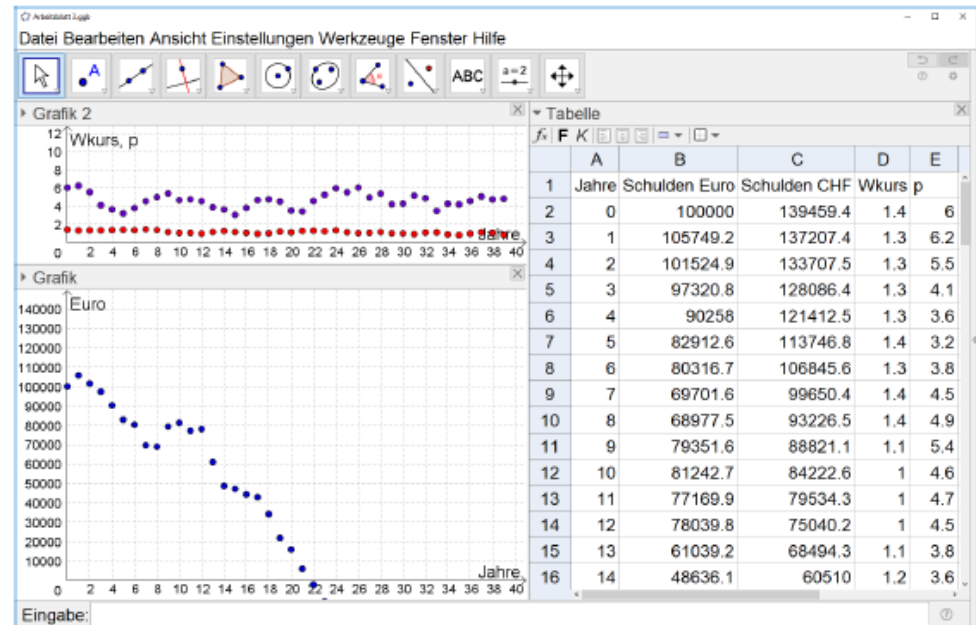 Arbeitsblatt 2.ggb
Datei Bearbeiten Ansicht Einstellungen Werkzeuge Fenster Hilfe
A ABC a=2
Grafik 2
Wkurs, p
12
10
8
6
4
2
Jahre
0 2 4 6 8 10 12 14 16 18 20 22 24 26 28 30 32 34 36 38 40
Grafik
Euro
140000
130000
120000
110000
100000
90000
80000
70000
60000
50000
40000
30000
20000
10000
Jahre
0 2 4 6 8 10 12 14 16 18 20 22 24 26 28 30 32 34 36 38 40
Tabelle
fx F K
A B C D E
1 Jahre Schulden Euro Schulden CHF Wkurs p
2 0 100000 139459.4 1.4 6
3 1 105749.2 137207.4 1.3 6.2
4 2 101524.9 133707.5 1.3 5.5
5 3 97320.8 128086.4 1.3 4.1
6 4 90258 121412.5 1.3 3.6
7 5 82912.6 113746.8 1.4 3.2
8 6 80316.7 106845.6 1.3 3.8
9 7 69701.6 99650.4 1.4 4.5
10 8 68977.5 93226.5 1.4 4.9
11 9 79351.6 88821.1 1.1 5.4
12 10 81242.7 84222.6 1 4.6
13 11 77169.9 79534.3 1 4.7
14 12 78039.8 75040.2 1 4.5
15 13 61039.2 68494.3 1.1 3.8
16 14 48636.1 60510 1.2 3.6
Eingabe: